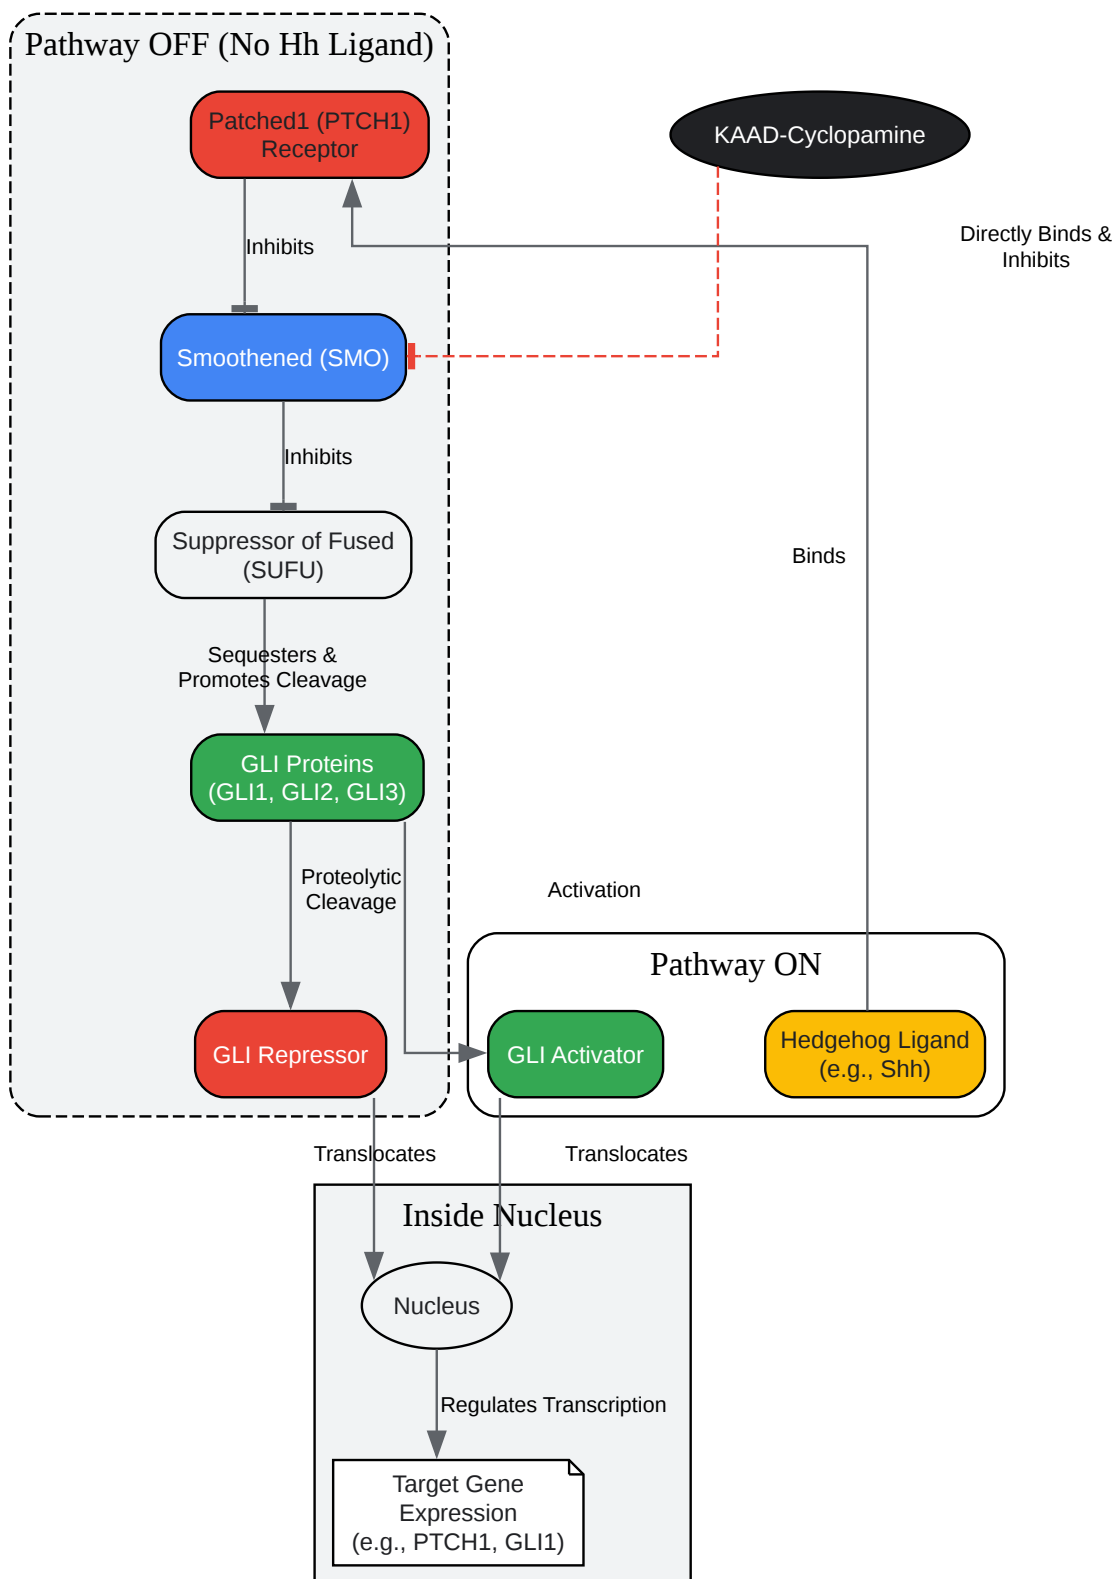 Pathway OFF (No Hh Ligand)
Patched1 (PTCH1)
Receptor
KAAD-Cyclopamine
Inhibits
Directly Binds &
Inhibits
Smoothened (SMO)
Inhibits
Suppressor of Fused
(SUFU)
Binds
Sequesters &
Promotes Cleavage
GLI Proteins
(GLI1, GLI2, GLI3)
Proteolytic
Cleavage
Activation
Pathway ON
GLI Repressor
GLI Activator
Hedgehog Ligand
(e.g., Shh)
Translocates
Translocates
Inside Nucleus
Nucleus
Regulates Transcription
Target Gene
Expression
(e.g., PTCH1, GLI1)